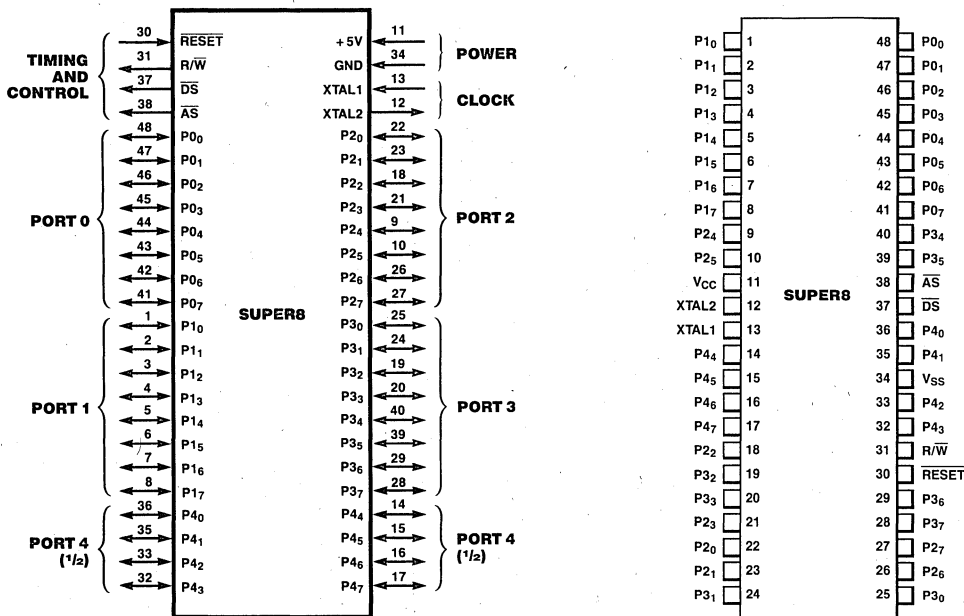 TIMING
AND
CONTROL
30 RESET
31 R/W
37 DS
38 AS
PORT 0
48 P0₀
47 P0₁
46 P0₂
45 P0₃
44 P0₄
43 P0₅
42 P0₆
41 P0₇
PORT 1
1 P1₀
2 P1₁
3 P1₂
4 P1₃
5 P1₄
6 P1₅
7 P1₆
8 P1₇
PORT 4
(1/2)
36 P4₀
35 P4₁
33 P4₂
32 P4₃
SUPER8
+5V 11
GND 34
POWER
XTAL1 13
XTAL2 12
CLOCK
P2₀ 22
P2₁ 23
P2₂ 18
P2₃ 21
P2₄ 9
P2₅ 10
P2₆ 26
P2₇ 27
PORT 2
P3₀ 25
P3₁ 24
P3₂ 19
P3₃ 20
P3₄ 40
P3₅ 39
P3₆ 29
P3₇ 28
PORT 3
P4₄ 14
P4₅ 15
P4₆ 16
P4₇ 17
PORT 4
(1/2)
P1₀ 1
P1₁ 2
P1₂ 3
P1₃ 4
P1₄ 5
P1₅ 6
P1₆ 7
P1₇ 8
P2₄ 9
P2₅ 10
VCC 11
XTAL2 12
XTAL1 13
P4₄ 14
P4₅ 15
P4₆ 16
P4₇ 17
P2₂ 18
P3₂ 19
P3₃ 20
P2₃ 21
P2₀ 22
P2₁ 23
P3₁ 24
SUPER8
48 P0₀
47 P0₁
46 P0₂
45 P0₃
44 P0₄
43 P0₅
42 P0₆
41 P0₇
40 P3₄
39 P3₅
38 AS
37 DS
36 P4₀
35 P4₁
34 VSS
33 P4₂
32 P4₃
31 R/W
30 RESET
29 P3₆
28 P3₇
27 P2₇
26 P2₆
25 P3₀